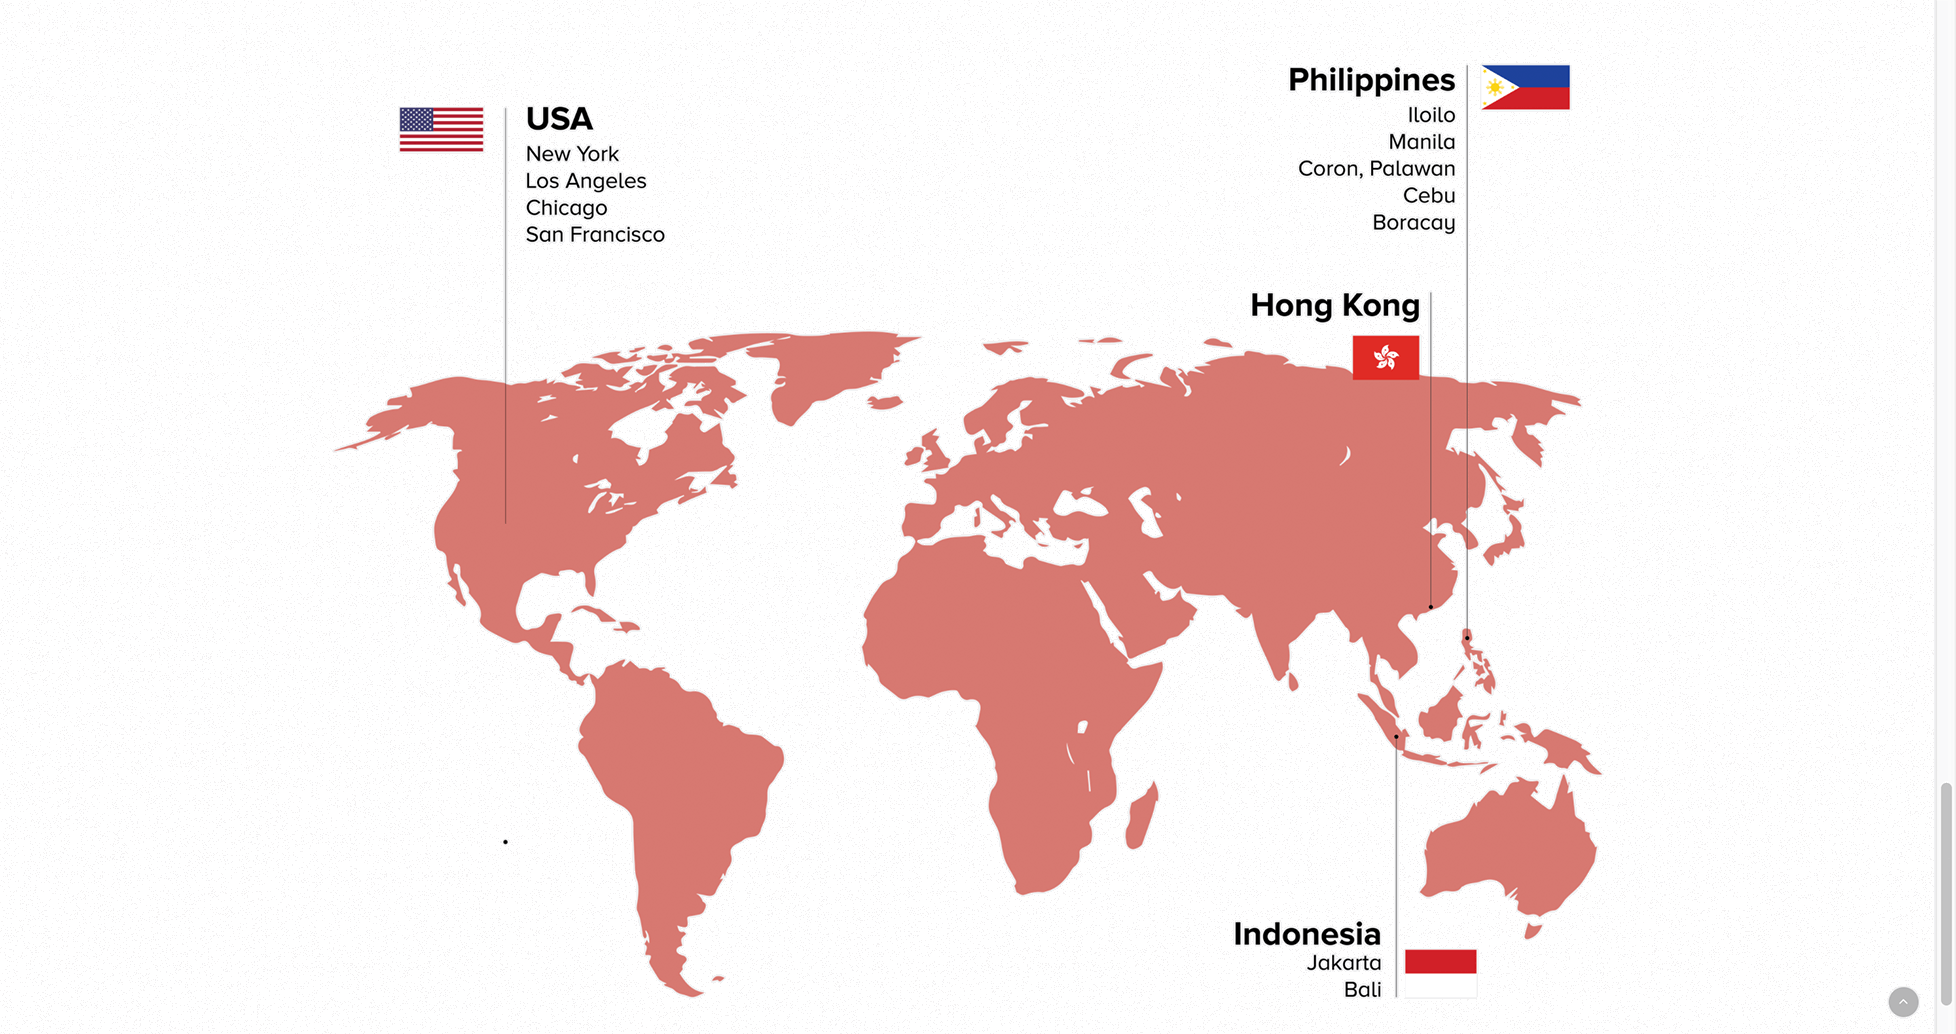 USA
New York
Los Angeles
Chicago
San Francisco
Philippines
Iloilo
Manila
Coron, Palawan
Cebu
Boracay
Hong Kong
Indonesia
Jakarta
Bali